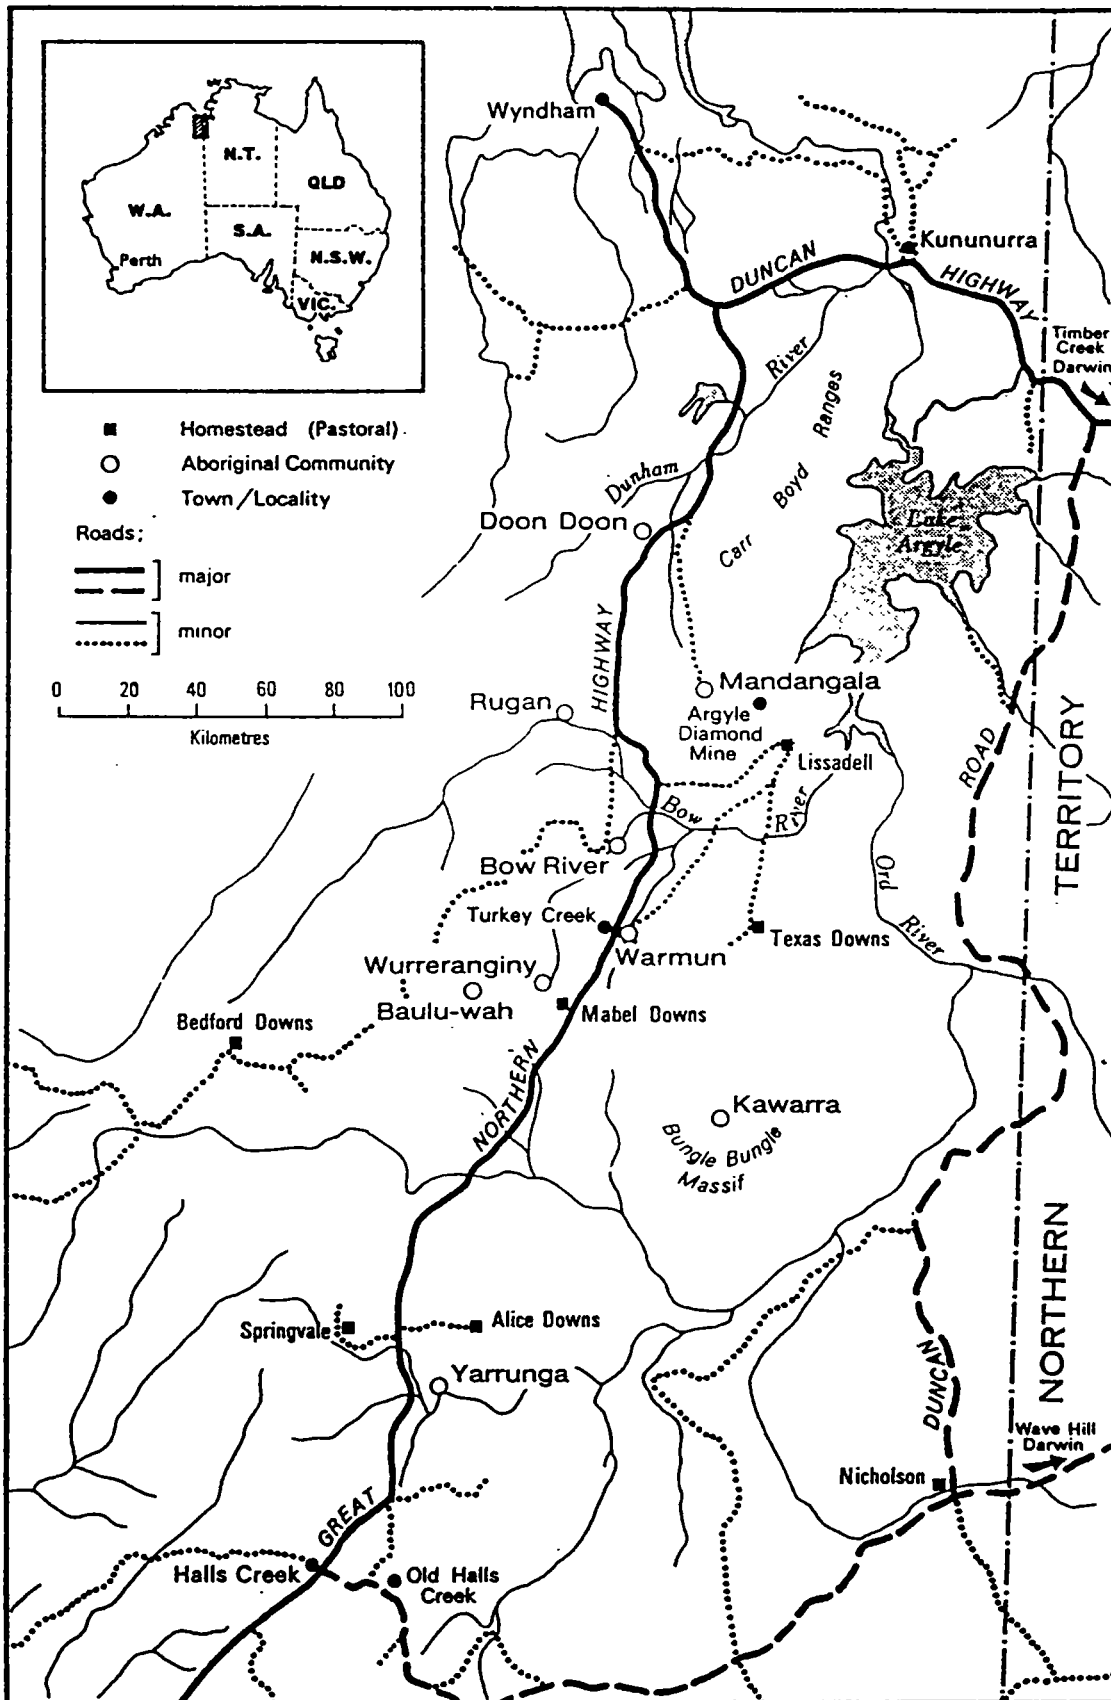 N.T.
QLD
W.A.
S.A.
Perth
N.S.W.
VIC.
Homestead (Pastoral)
Aboriginal Community
Town/Locality
Roads:
major
minor
0 20 40 60 80 100
Kilometres
Wyndham
Kununurra
DUNCAN
HIGHWAY
Timber
Creek
Darwin
River
Dunham
Carr
Boyd
Ranges
Lake
Argyle
Doon Doon
HIGHWAY
Rugan
Mandangala
Argyle
Diamond
Mine
Lissadell
ROAD
TERRITORY
Bow
River
Bow River
Ord
River
Turkey Creek
Warmun
Texas Downs
Wurreranginy
Baulu-wah
Mabel Downs
Bedford Downs
NORTHERN
Kawarra
Bungle Bungle
Massif
NORTHERN
Springvale
Alice Downs
Yarrunga
DUNCAN
Wave Hill
Darwin
Nicholson
GREAT
Halls Creek
Old Halls
Creek